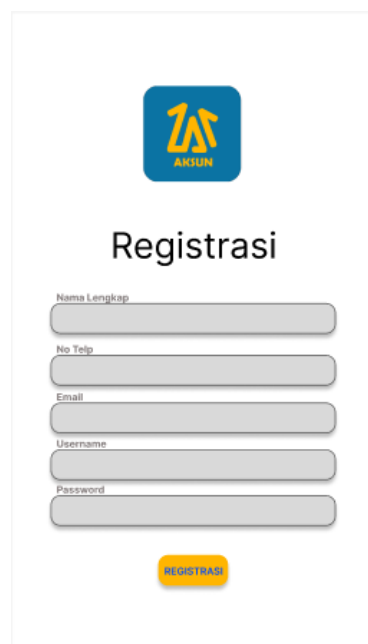 AKSUN
Registrasi
Nama Lengkap
No Telp
Email
Username
Password
REGISTRASI